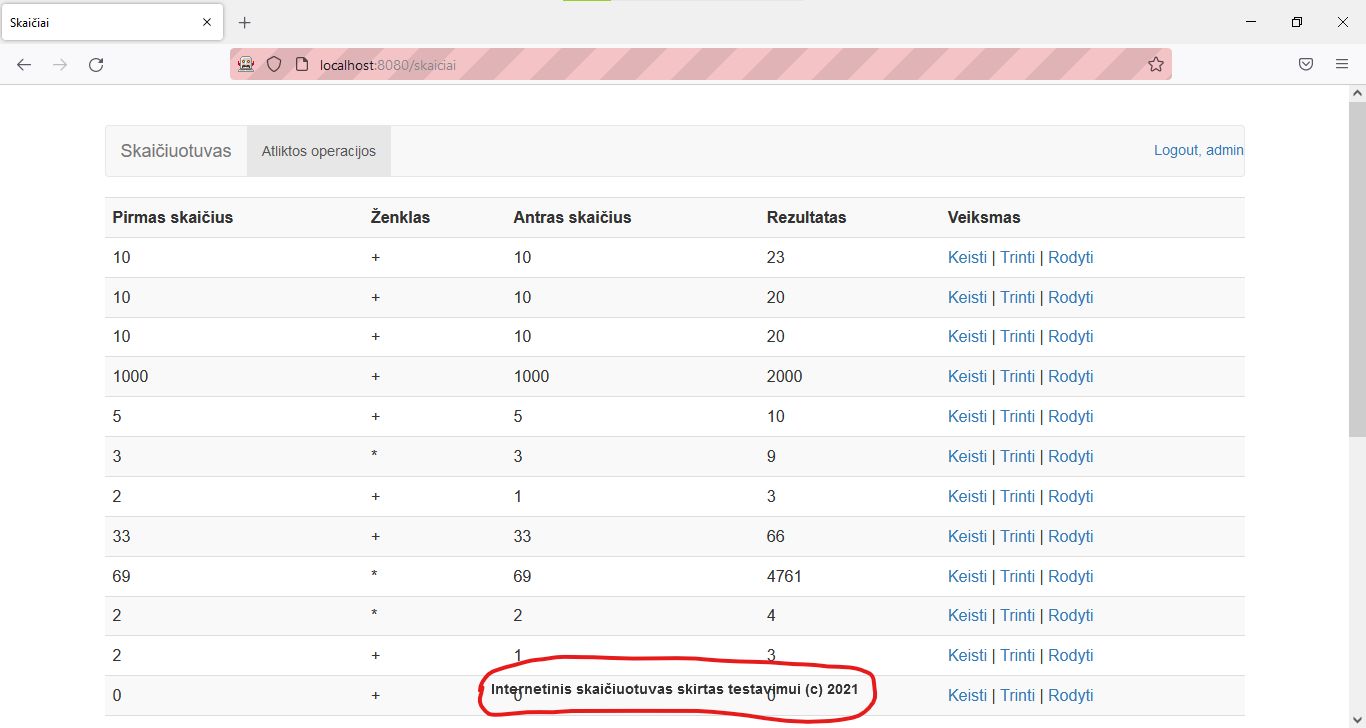 Skaičiai
localhost:8080/skaiciai
Skaičiuotuvas Atliktos operacijos Logout, admin
Pirmas skaičius Ženklas Antras skaičius Rezultatas Veiksmas
10 + 10 23 Keisti | Trinti | Rodyti
10 + 10 20 Keisti | Trinti | Rodyti
10 + 10 20 Keisti | Trinti | Rodyti
1000 + 1000 2000 Keisti | Trinti | Rodyti
5 + 5 10 Keisti | Trinti | Rodyti
3 * 3 9 Keisti | Trinti | Rodyti
2 + 1 3 Keisti | Trinti | Rodyti
33 + 33 66 Keisti | Trinti | Rodyti
69 * 69 4761 Keisti | Trinti | Rodyti
2 * 2 4 Keisti | Trinti | Rodyti
2 + 1 3 Keisti | Trinti | Rodyti
0 + 0 0 Keisti | Trinti | Rodyti
Internetinis skaičiuotuvas skirtas testavimui (c) 2021